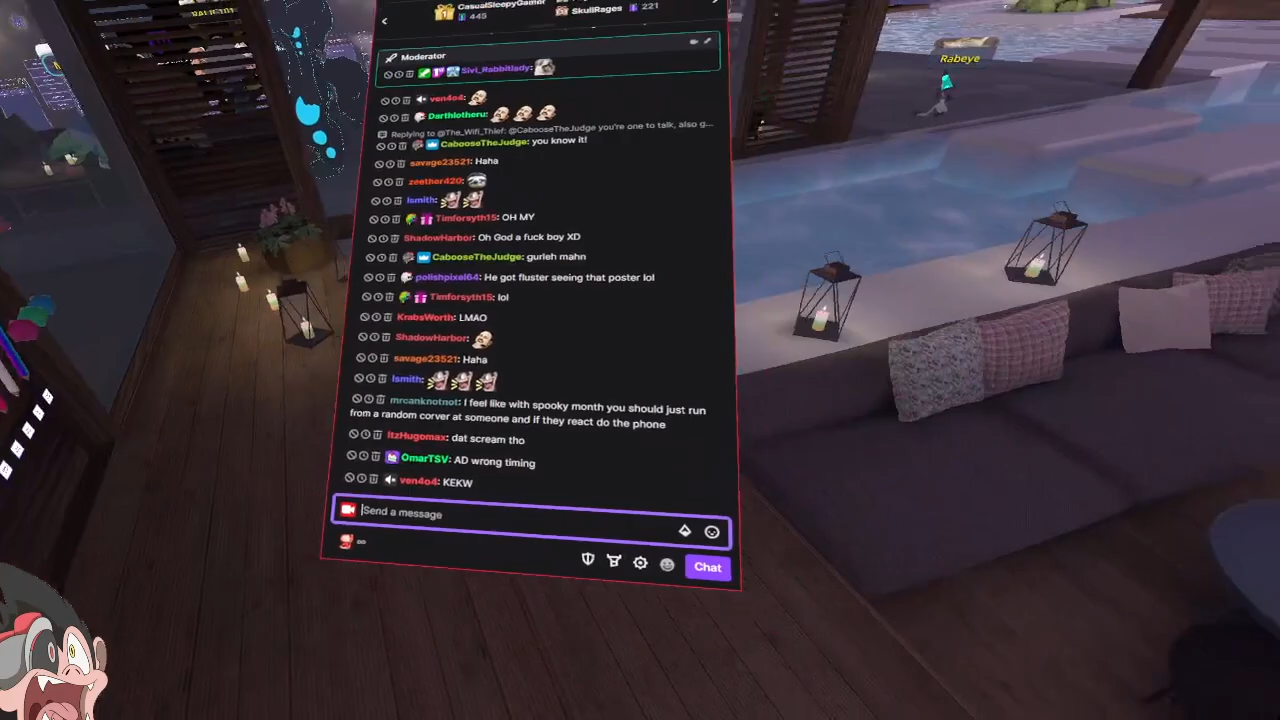 CasualSleepyGamer
445
SkullRages 221
Rabeye
Moderator
Sivi_Rabbitlady:
ven4o4:
Darthlotheru:
Replying to @The_Wifi_Thief: @CabooseTheJudge you're one to talk, also g...
CabooseTheJudge: you know it!
savage23521: Haha
zeether420:
lsmith:
Timforsyth15: OH MY
ShadowHarbor: Oh God a fuck boy XD
CabooseTheJudge: gurleh mahn
polishpixel64: He got fluster seeing that poster lol
Timforsyth15: lol
KrabsWorth: LMAO
ShadowHarbor:
savage23521: Haha
lsmith:
mrcanknotnot: I feel like with spooky month you should just run
from a random corver at someone and if they react do the phone
ItzHugomax: dat scream tho
OmarTSV: AD wrong timing
ven4o4: KEKW
Send a message
Chat